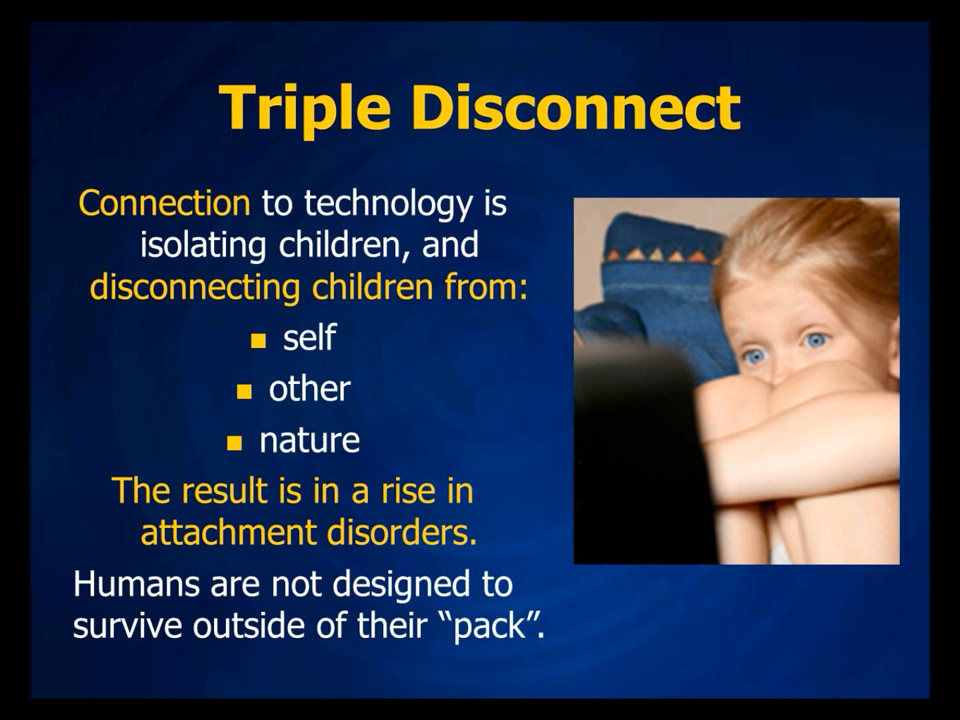 Triple Disconnect
Connection to technology is
isolating children, and
disconnecting children from:
■ self
■ other
■ nature
The result is in a rise in
attachment disorders.
Humans are not designed to
survive outside of their “pack”.